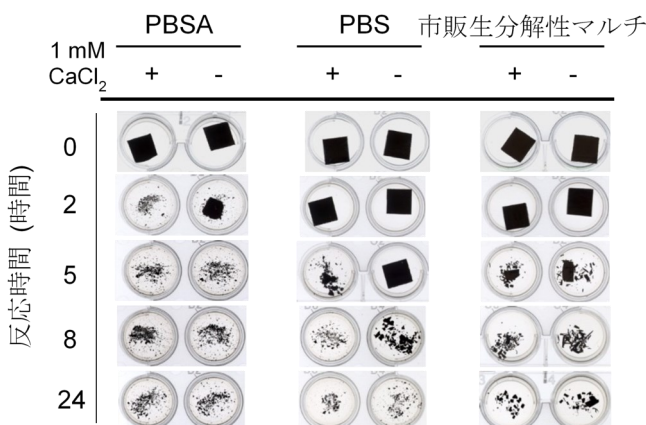 PBSA PBS 市販生分解性マルチ
1 mM
CaCl2 + - + - + -
0
2
5
8
24
反応時間 (時間)